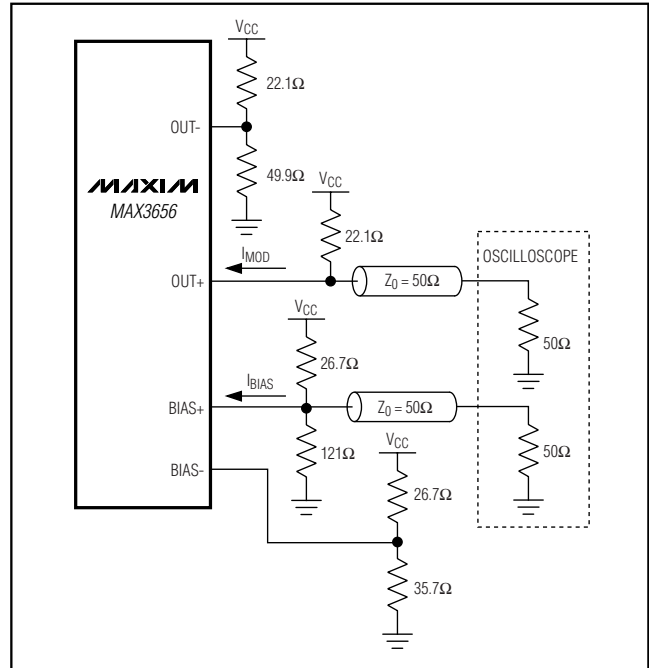 VCC
22.1Ω
OUT-
49.9Ω
MAXIM
MAX3656
VCC
22.1Ω
IMOD
OSCILLOSCOPE
OUT+
Z0 = 50Ω
VCC
50Ω
26.7Ω
IBIAS
BIAS+
Z0 = 50Ω
121Ω
VCC
50Ω
BIAS-
26.7Ω
35.7Ω